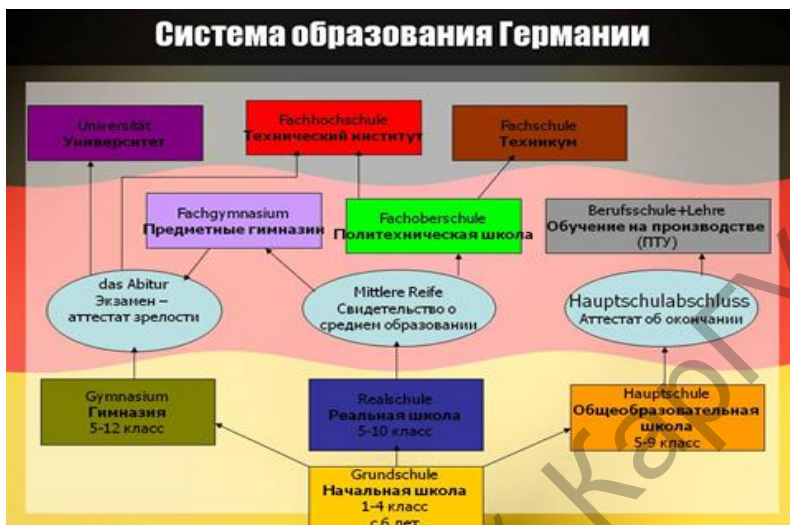 Система образования Германии
Universität
Университет
Fachhochschule
Технический институт
Fachschule
Техникум
Fachgymnasium
Предметные гимназии
Fachoberschule
Политехническая школа
Berufsschule+Lehre
Обучение на производстве
(ПТУ)
das Abitur
Экзамен –
аттестат зрелости
Mittlere Reife
Свидетельство о
среднем образовании
Hauptschulabschluss
Аттестат об окончании
Gymnasium
Гимназия
5-12 класс
Realschule
Реальная школа
5-10 класс
Hauptschule
Общеобразовательная
школа
5-9 класс
Grundschule
Начальная школа
1-4 класс
с 6 лет